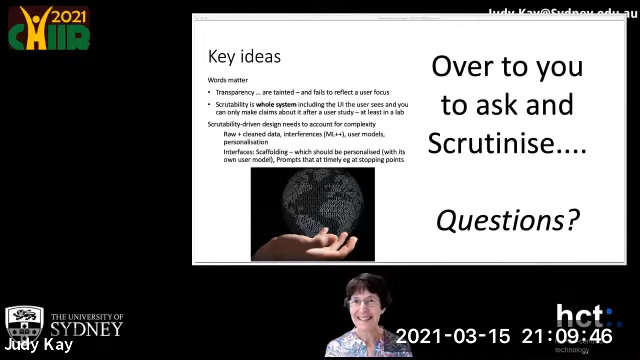 2021
CHIIR
Judy Kay@Sydney.edu.au
Key ideas
Words matter
• Transparency ... are tainted – and fails to reflect a user focus
• Scrutability is whole system including the UI the user sees and you
can only make claims about it after a user study – at least in a lab
Scrutability-driven design needs to account for complexity
Raw + cleaned data, interferences (ML++), user models,
personalisation
Interfaces: Scaffolding – which should be personalised (with its
own user model), Prompts that at timely eg at stopping points
Over to you
to ask and
Scrutinise....
Questions?
THE UNIVERSITY OF
SYDNEY
Judy Kay
hct
technology
2021-03-15 21:09:46